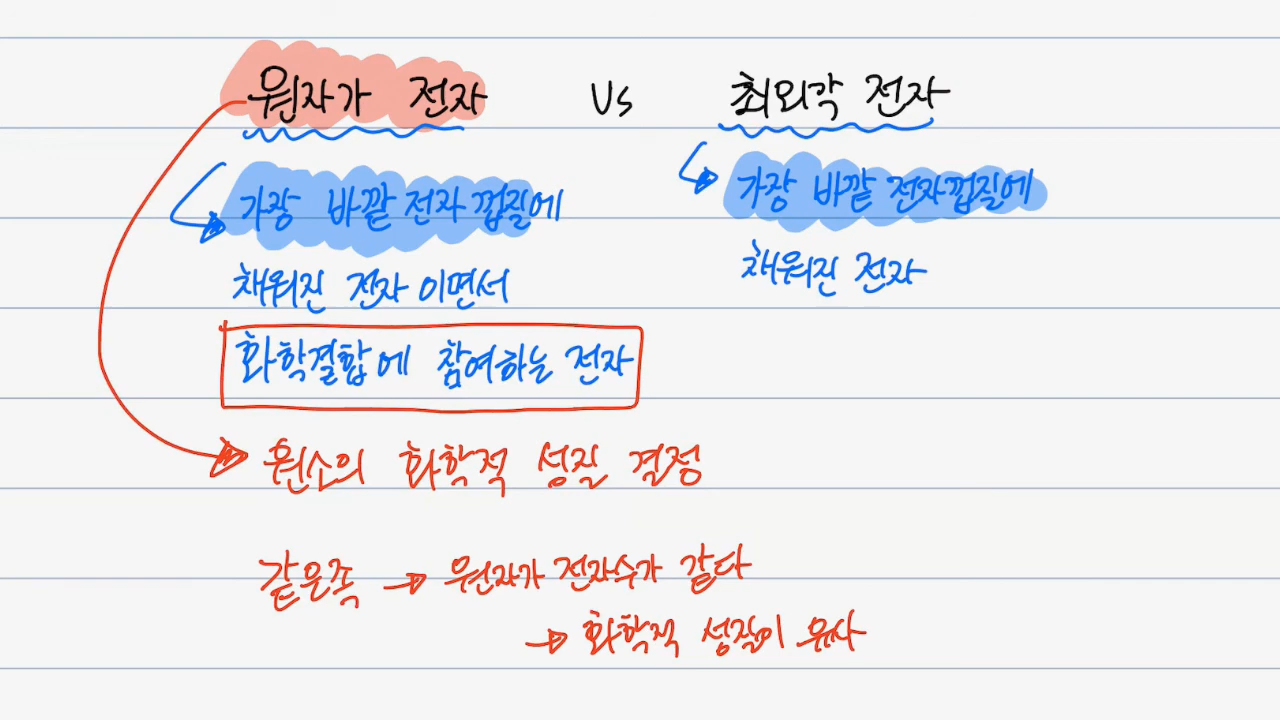 원자가 전자 Vs 최외각 전자
가장 바깥 전자껍질에
채워진 전자이면서
화학결합에 참여하는 전자
가장 바깥 전자껍질에
채워진 전자
원소의 화학적 성질 결정
같은족 → 원자가 전자수가 같다
→ 화학적 성질이 유사